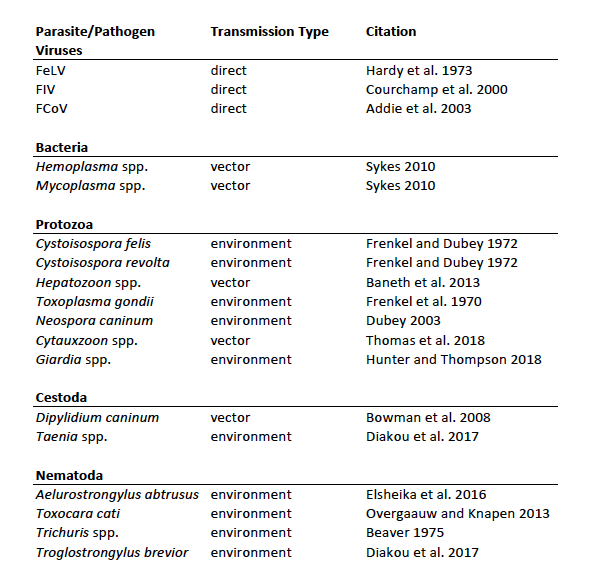 Parasite/Pathogen Transmission Type Citation
Viruses
FeLV direct Hardy et al. 1973
FIV direct Courchamp et al. 2000
FCoV direct Addie et al. 2003
Bacteria
Hemoplasma spp. vector Sykes 2010
Mycoplasma spp. vector Sykes 2010
Protozoa
Cystoisospora felis environment Frenkel and Dubey 1972
Cystoisospora revolta environment Frenkel and Dubey 1972
Hepatozoon spp. vector Baneth et al. 2013
Toxoplasma gondii environment Frenkel et al. 1970
Neospora caninum environment Dubey 2003
Cytauxzoon spp. vector Thomas et al. 2018
Giardia spp. environment Hunter and Thompson 2018
Cestoda
Dipylidium caninum vector Bowman et al. 2008
Taenia spp. environment Diakou et al. 2017
Nematoda
Aelurostrongylus abtrusus environment Elsheika et al. 2016
Toxocara cati environment Overgaauw and Knapen 2013
Trichuris spp. environment Beaver 1975
Troglostrongylus brevior environment Diakou et al. 2017